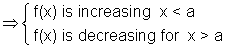 ⇒ { f(x) is increasing x < a
f(x) is decreasing for x > a